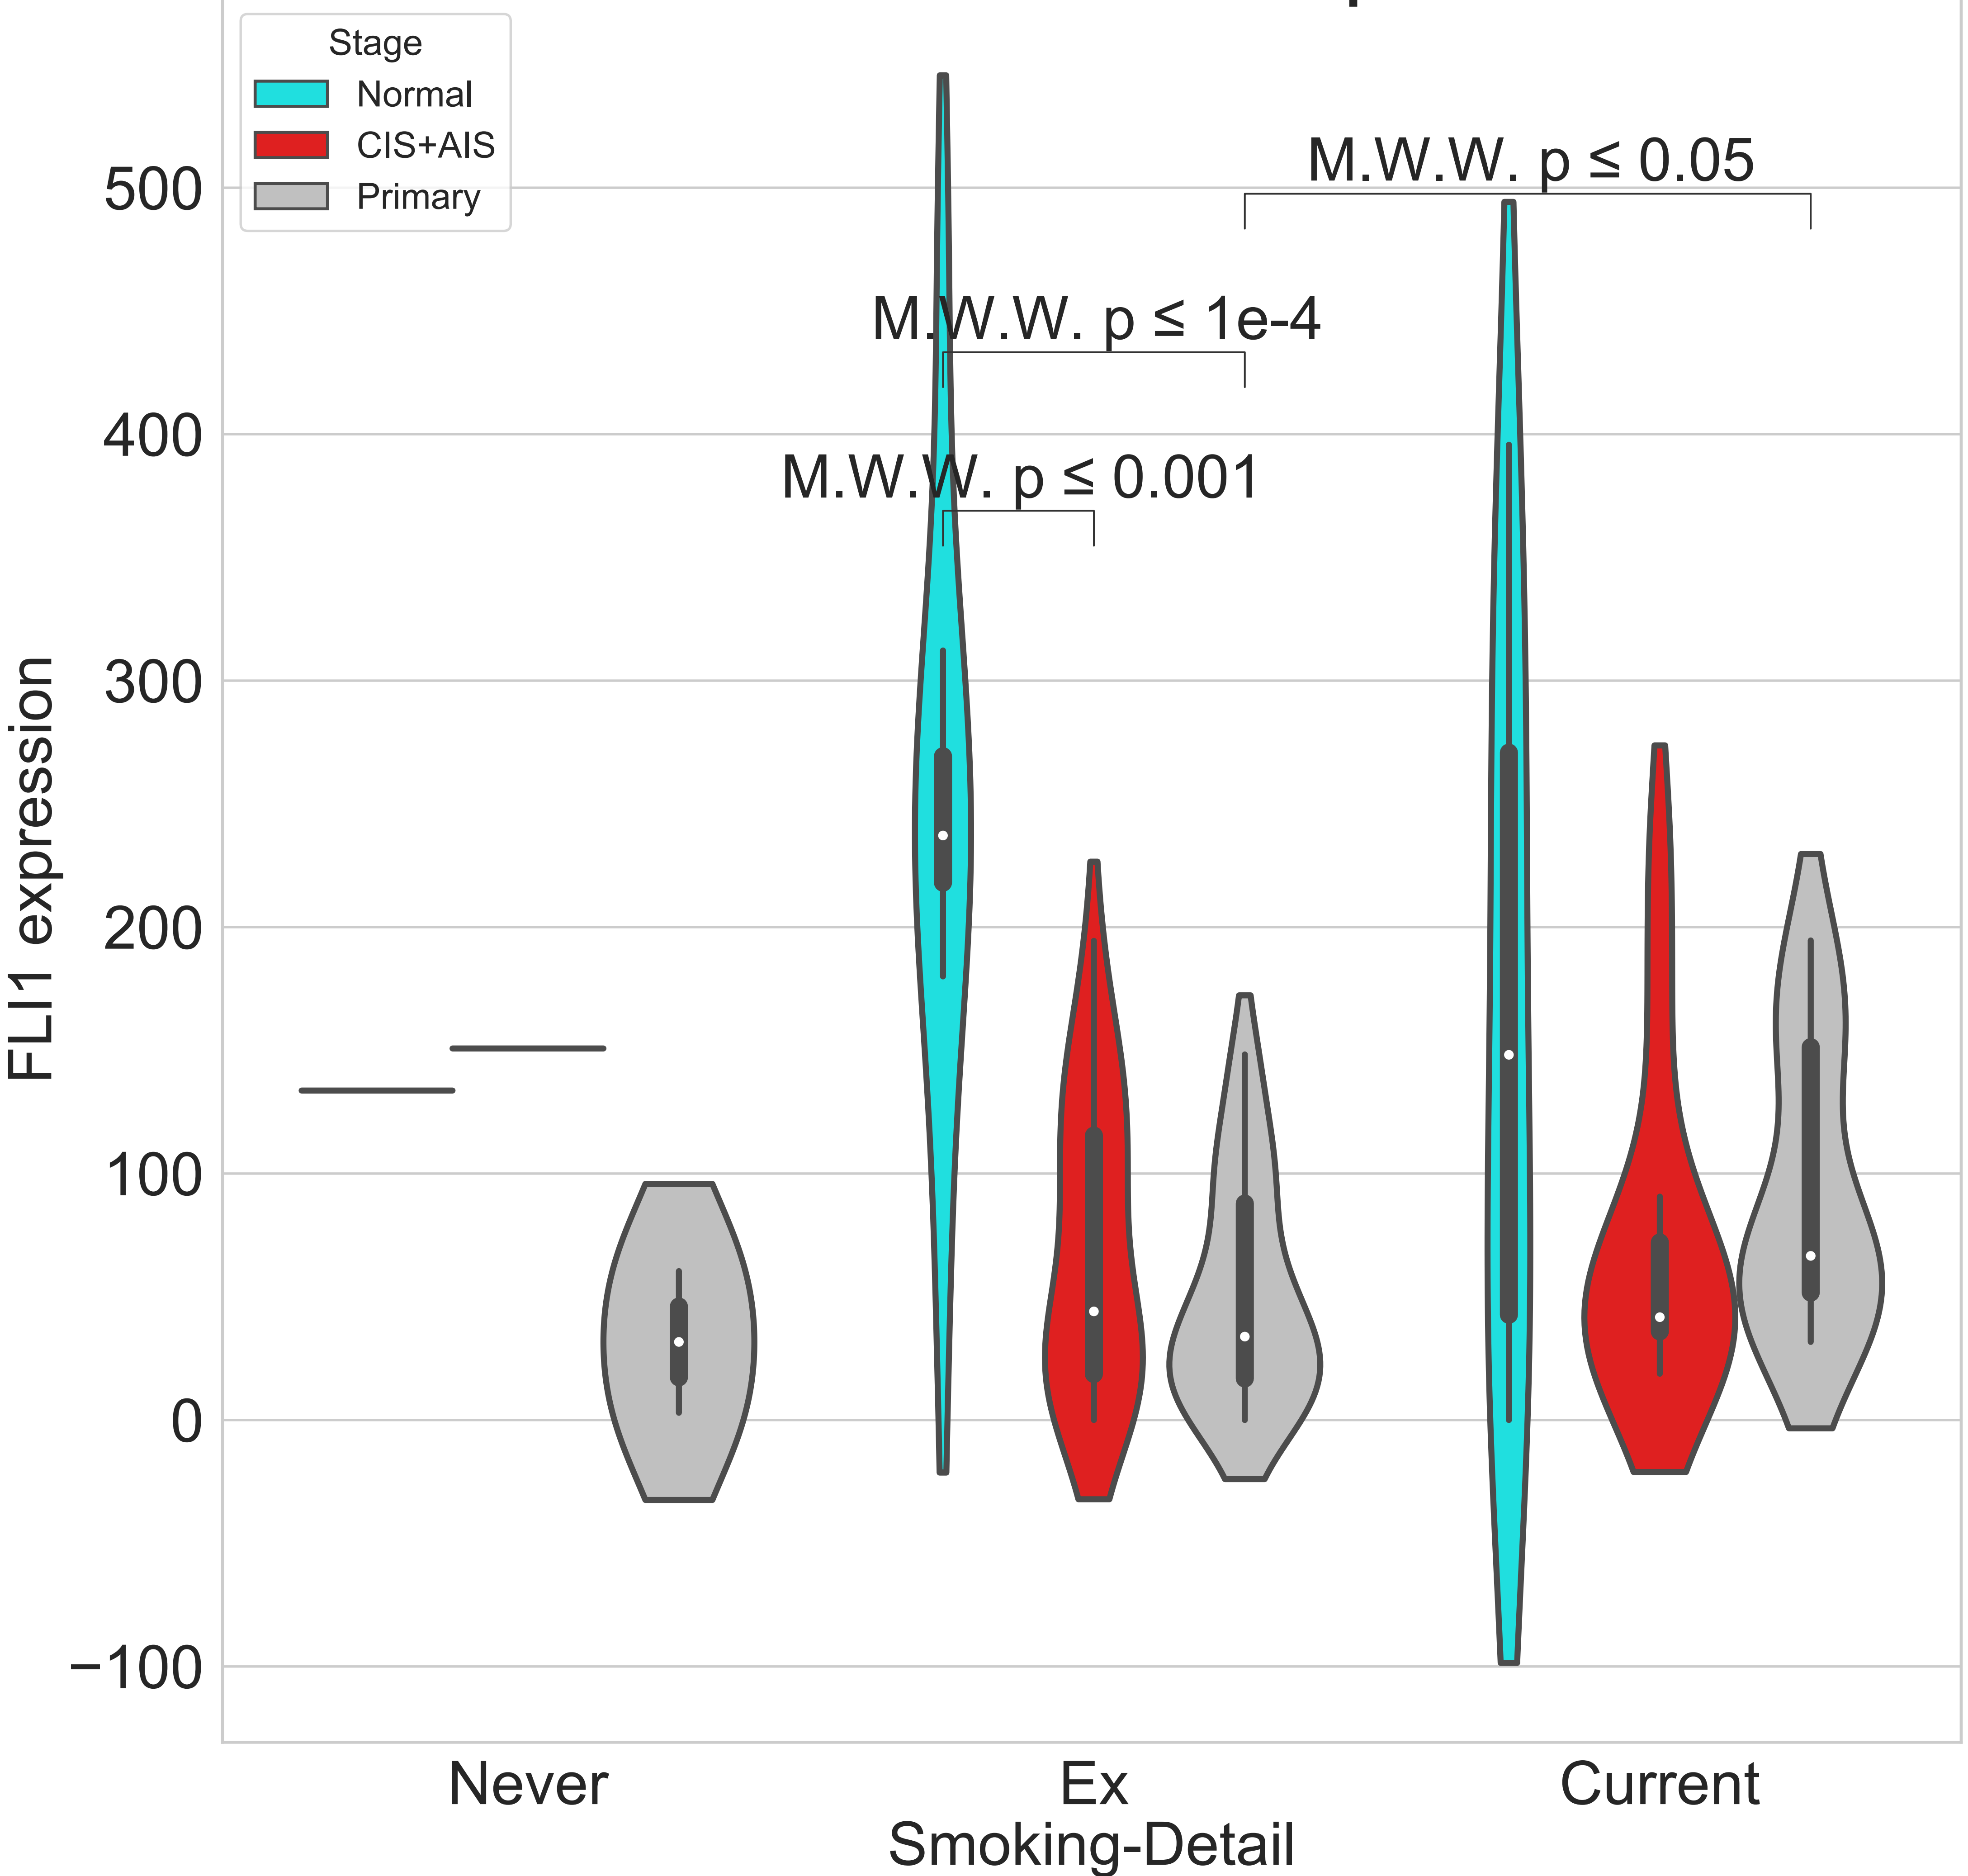 Stage
Normal
CIS+AIS
Primary
M.W.W. p ≤ 0.05
M.W.W. p ≤ 1e-4
M.W.W. p ≤ 0.001
FLI1 expression
500
400
300
200
100
0
−100
Never Ex Current
Smoking-Detail